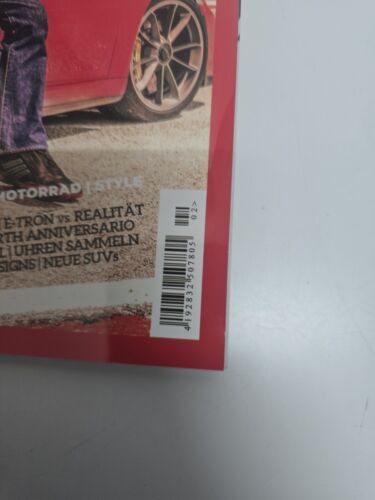 MOTORRAD | STYLE
E-TRON vs REALITÄT
RTH ANNIVERSARIO
L | UHREN SAMMELN
SIGNS | NEUE SUVs
4 192832 507805
02>